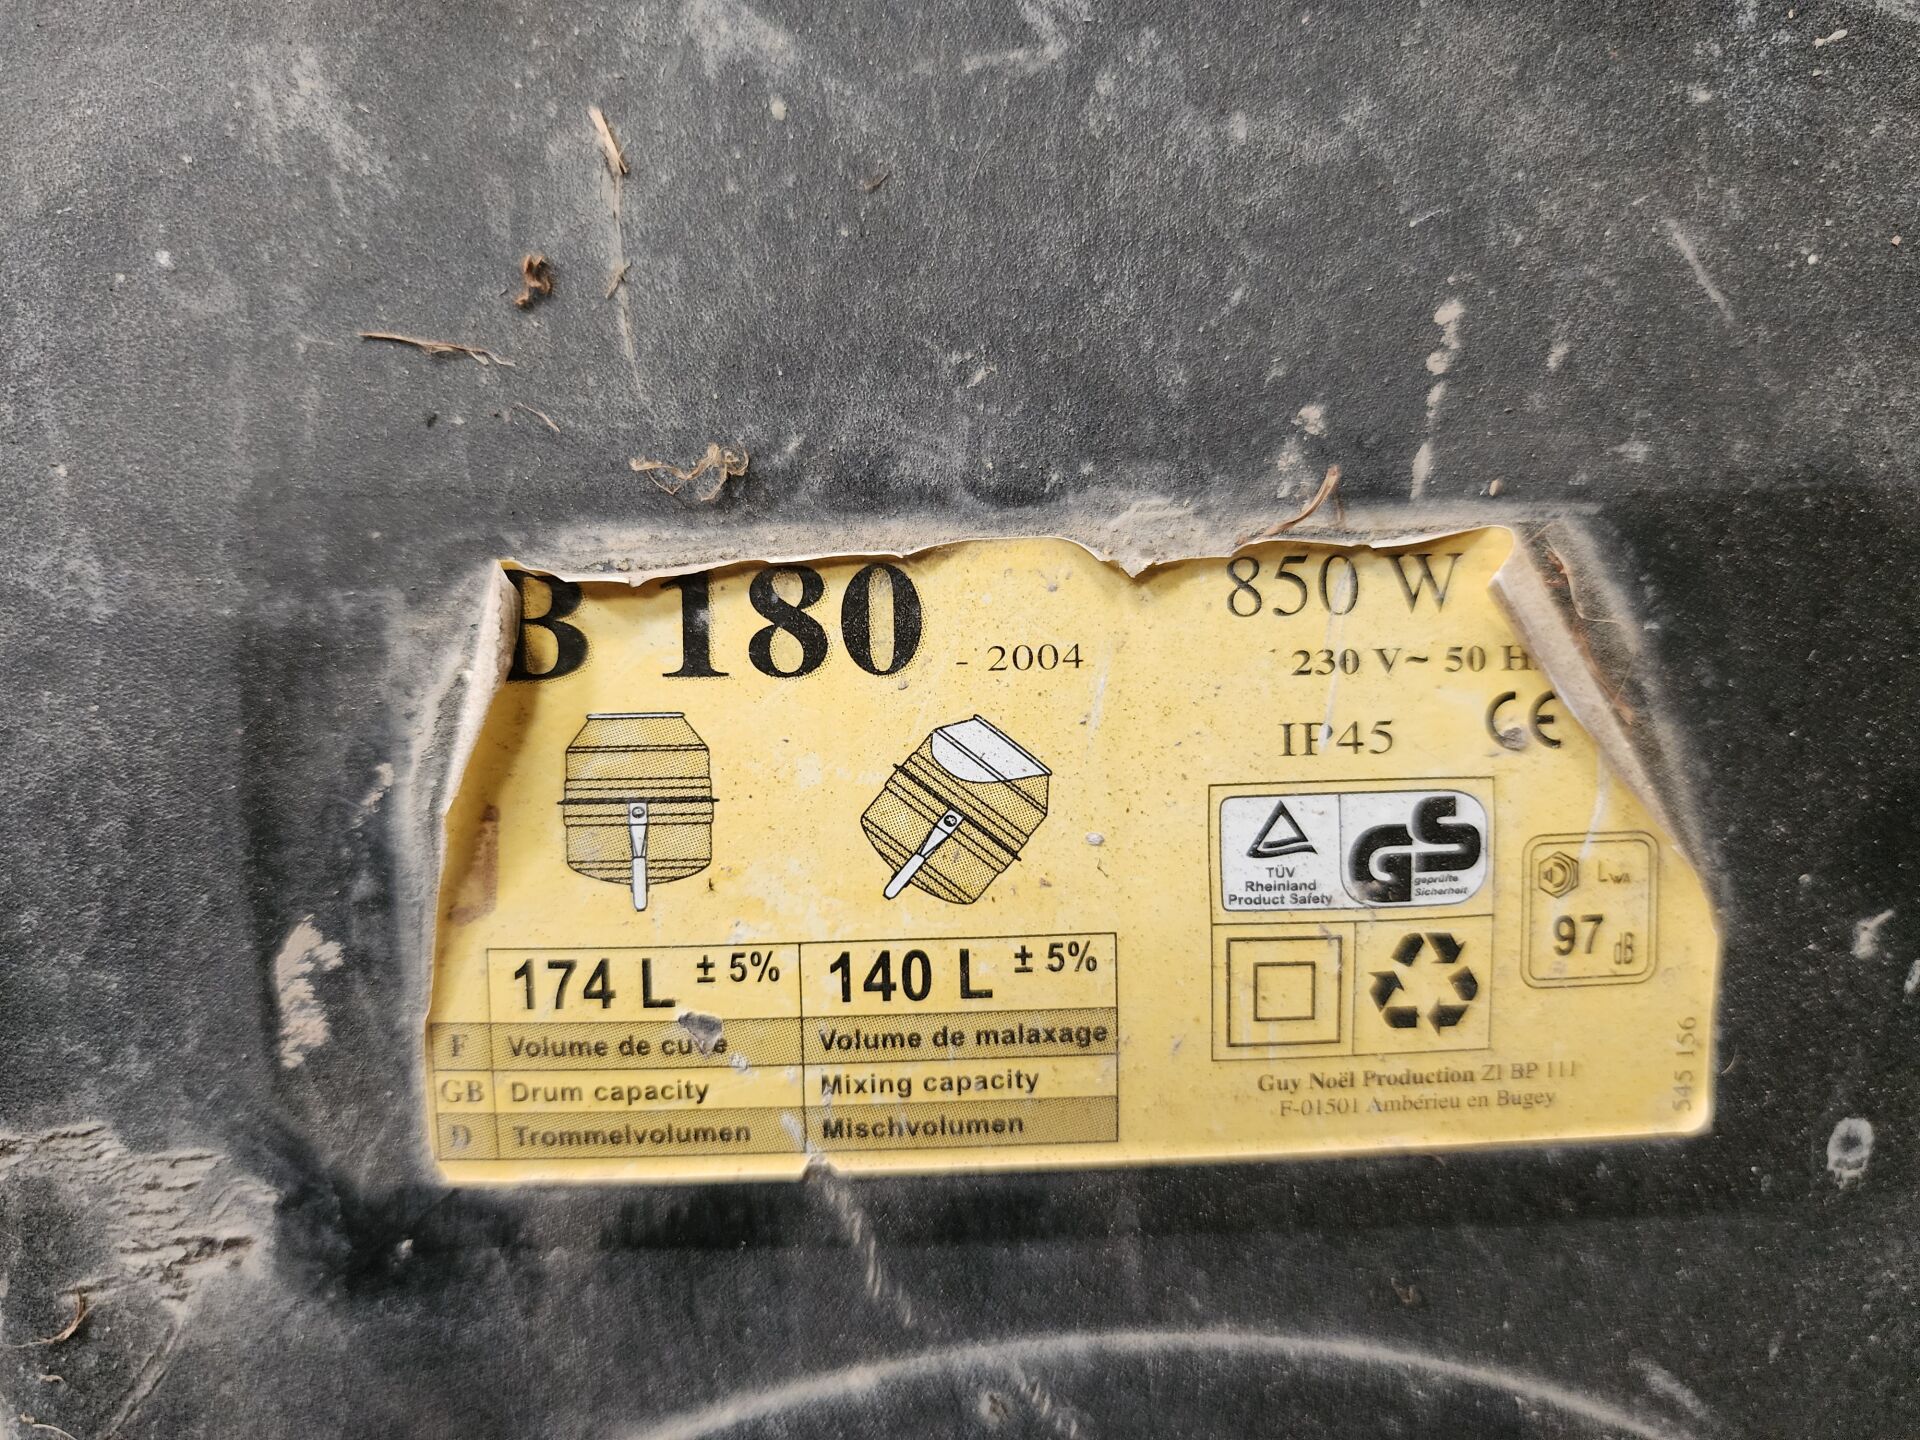 B 180 - 2004
850 W
230 V~ 50 H
IP45 CE
TÜV
Rheinland
Product Safety
GS
geprüfte
Sicherheit
LWA
97 dB
174 L ± 5% 140 L ± 5%
F Volume de cuve Volume de malaxage
GB Drum capacity Mixing capacity
D Trommelvolumen Mischvolumen
Guy Noël Production ZI BP 111
F-01501 Ambérieu en Bugey
545 156